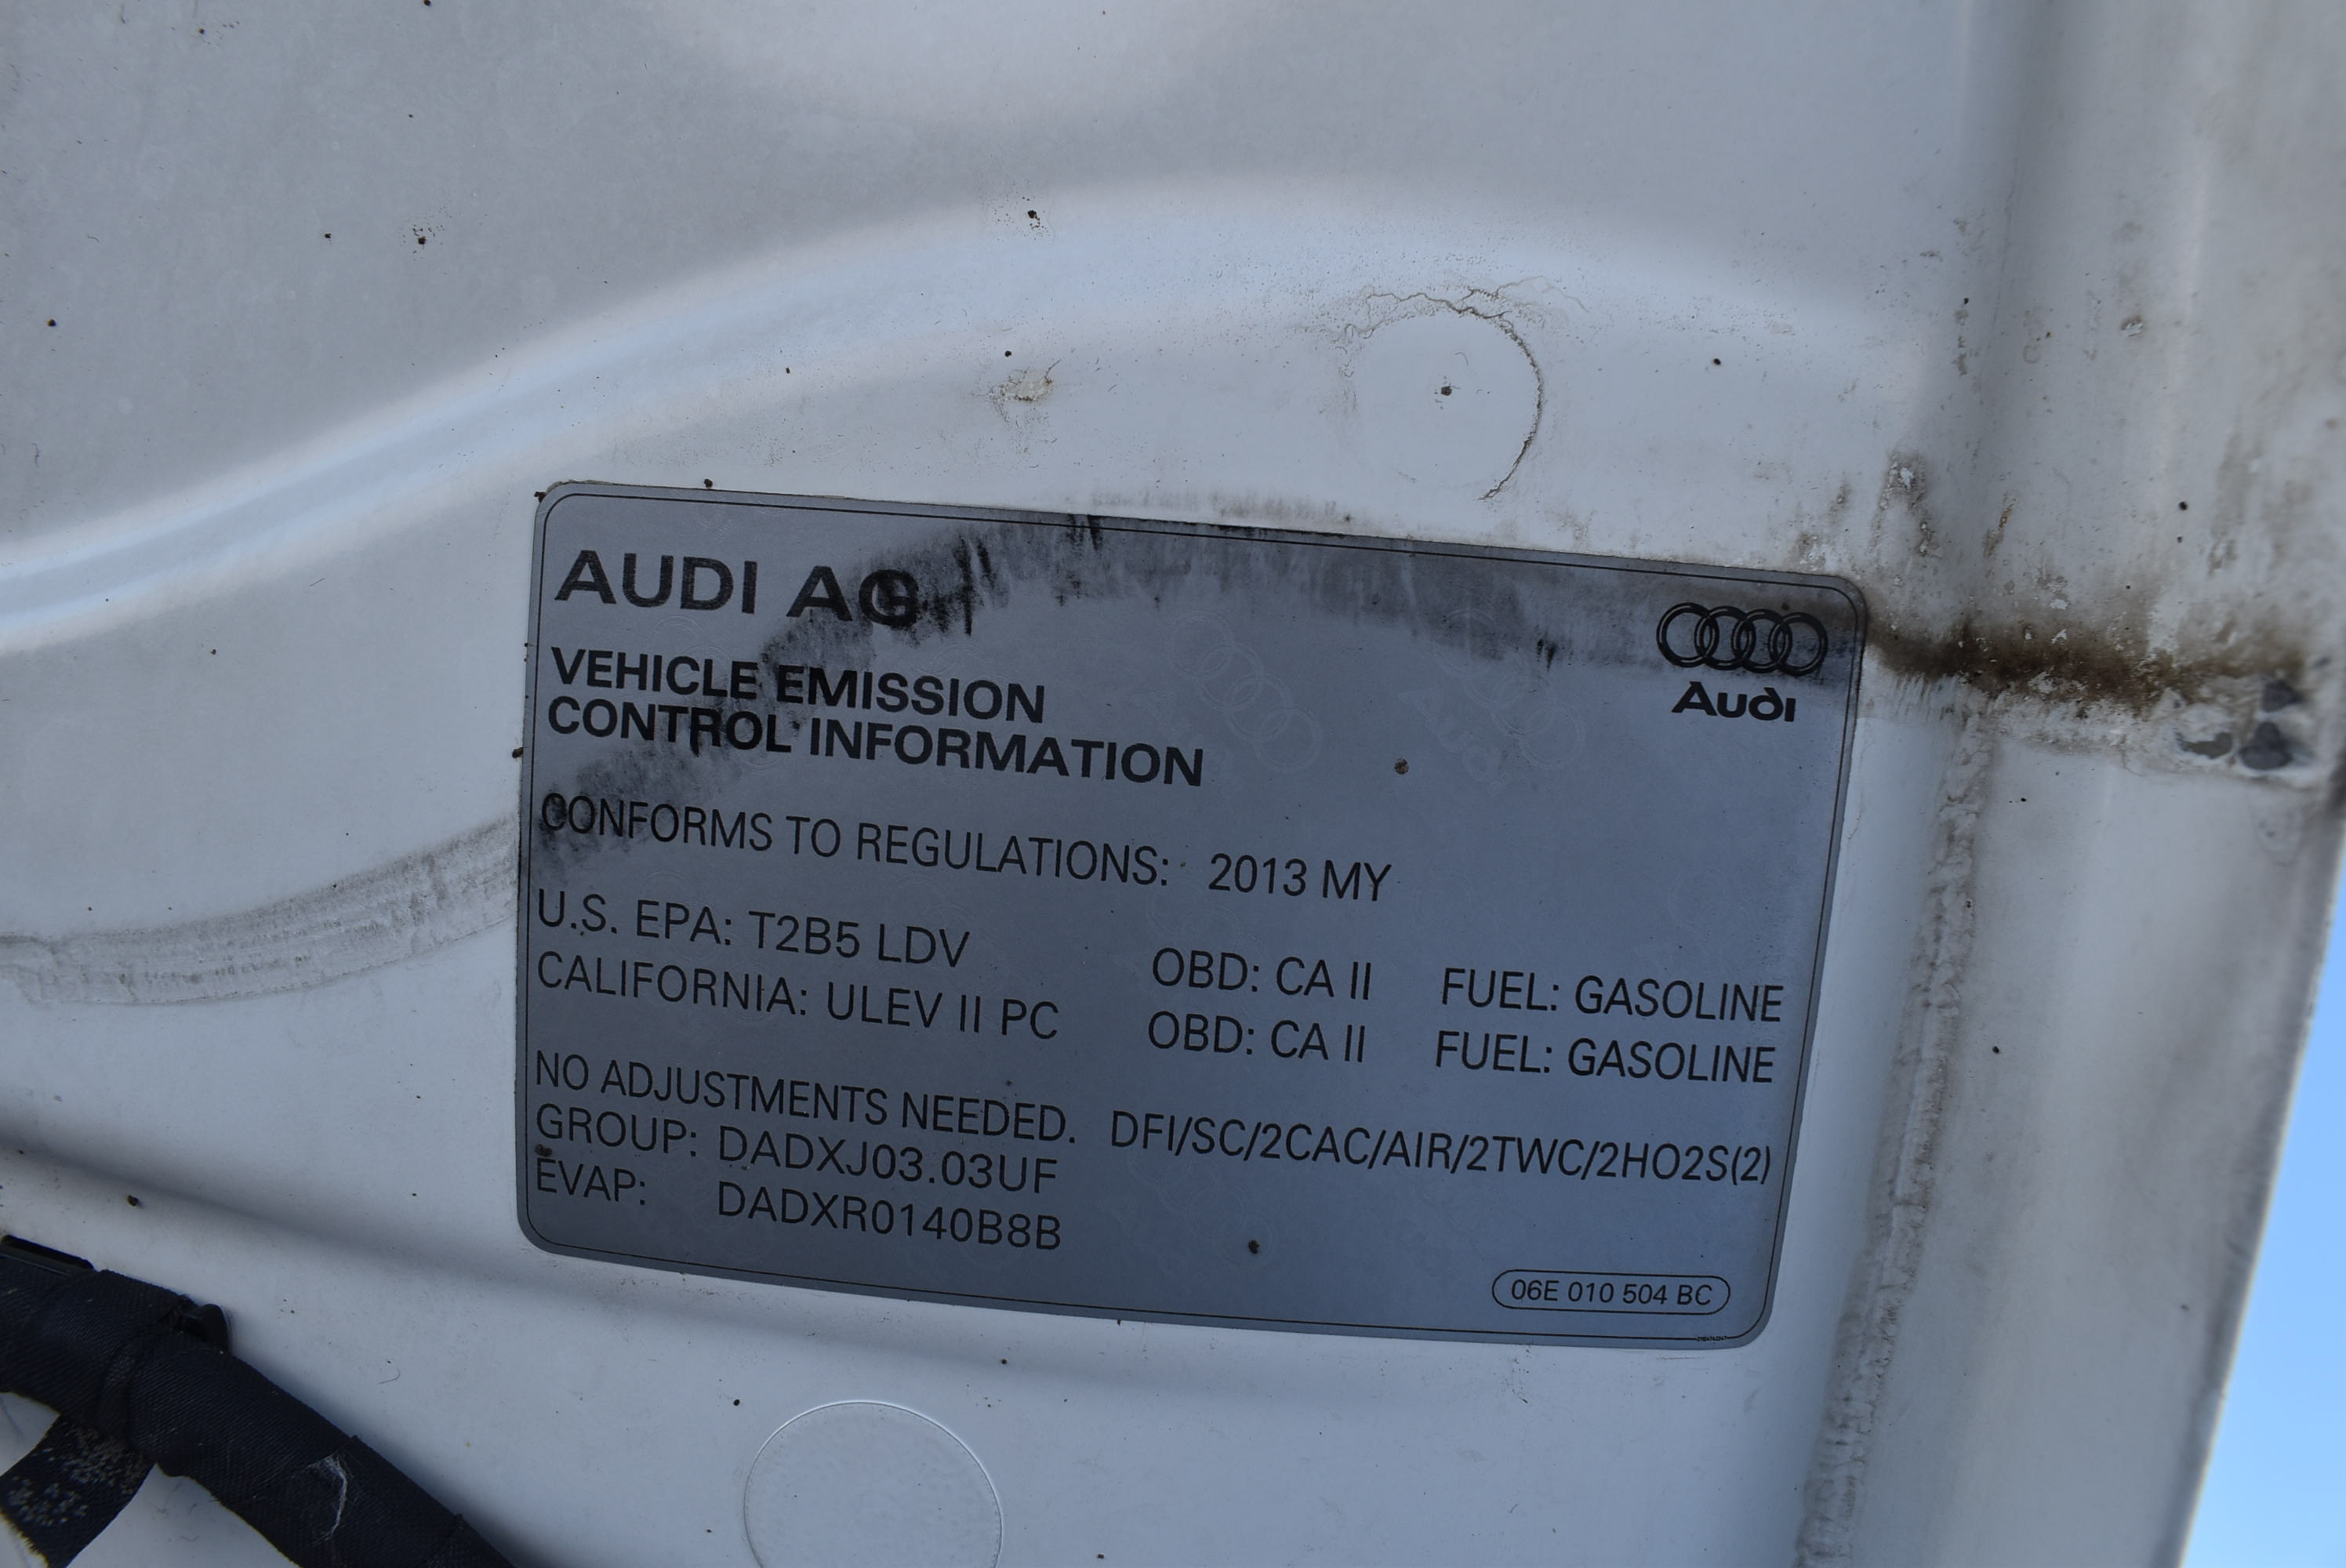 AUDI AG
Audi
VEHICLE EMISSION
CONTROL INFORMATION
CONFORMS TO REGULATIONS: 2013 MY
U.S. EPA: T2B5 LDV OBD: CA II FUEL: GASOLINE
CALIFORNIA: ULEV II PC OBD: CA II FUEL: GASOLINE
NO ADJUSTMENTS NEEDED. DFI/SC/2CAC/AIR/2TWC/2HO2S(2)
GROUP: DADXJ03.03UF
EVAP: DADXR0140B8B
06E 010 504 BC